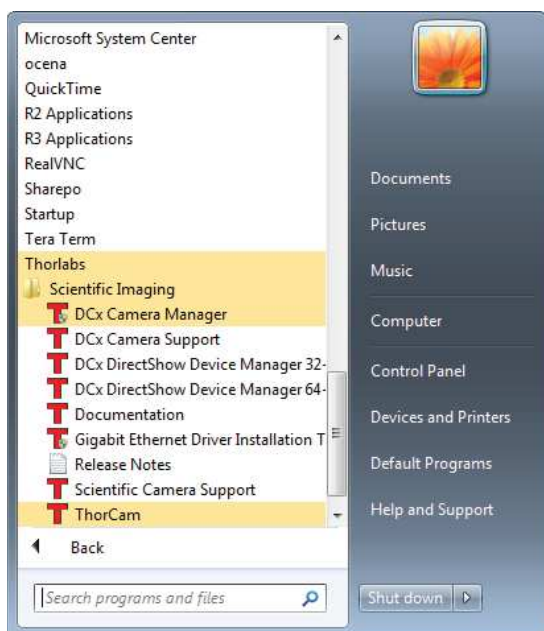 Microsoft System Center
ocena
QuickTime
R2 Applications
R3 Applications
RealVNC
Sharepo
Startup
Tera Term
Thorlabs
Scientific Imaging
DCx Camera Manager
DCx Camera Support
DCx DirectShow Device Manager 32-
DCx DirectShow Device Manager 64-
Documentation
Gigabit Ethernet Driver Installation T
Release Notes
Scientific Camera Support
ThorCam
Back
Search programs and files
Documents
Pictures
Music
Computer
Control Panel
Devices and Printers
Default Programs
Help and Support
Shut down